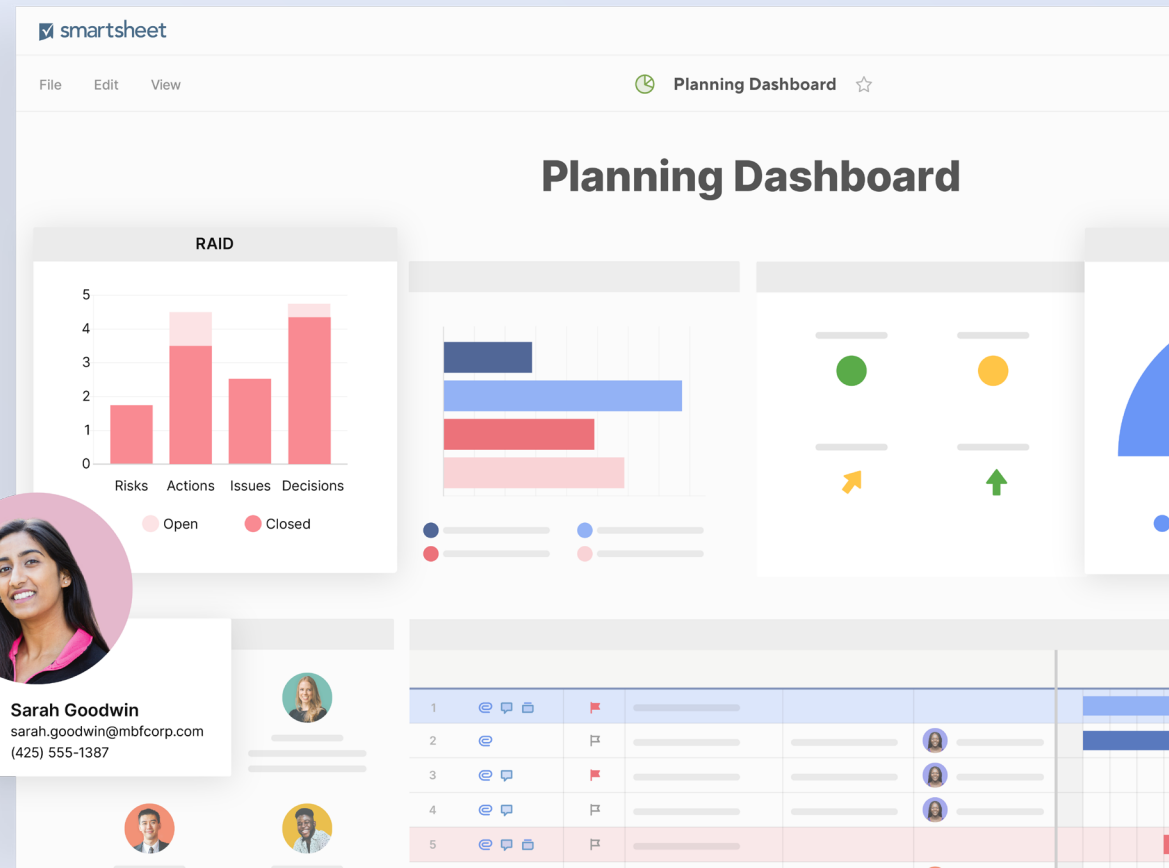 smartsheet
File Edit View
Planning Dashboard
Planning Dashboard
RAID
5
4
3
2
1
0
Risks Actions Issues Decisions
Open Closed
Sarah Goodwin
sarah.goodwin@mbfcorp.com
(425) 555-1387
1
2
3
4
5